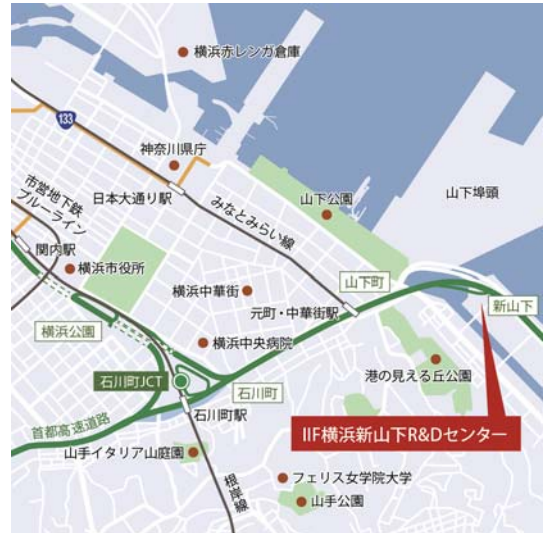 横浜赤レンガ倉庫
133
神奈川県庁
市営地下鉄
ブルーライン
日本大通り駅
みなとみらい線
山下公園
山下埠頭
関内駅
横浜市役所
山下町
横浜中華街
新山下
元町・中華街駅
横浜公園
横浜中央病院
港の見える丘公園
石川町JCT
石川町
石川町駅
首都高速道路
IIF横浜新山下R&Dセンター
山手イタリア山庭園
根岸線
フェリス女学院大学
山手公園